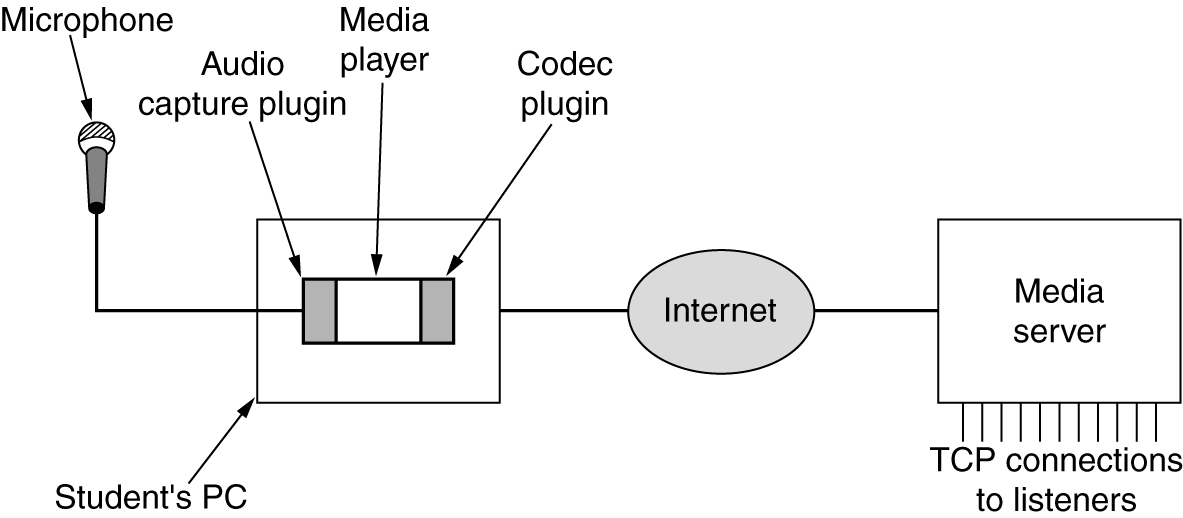 Microphone
Media
player
Audio
capture plugin
Codec
plugin
Internet
Media
server
TCP connections
to listeners
Student's PC